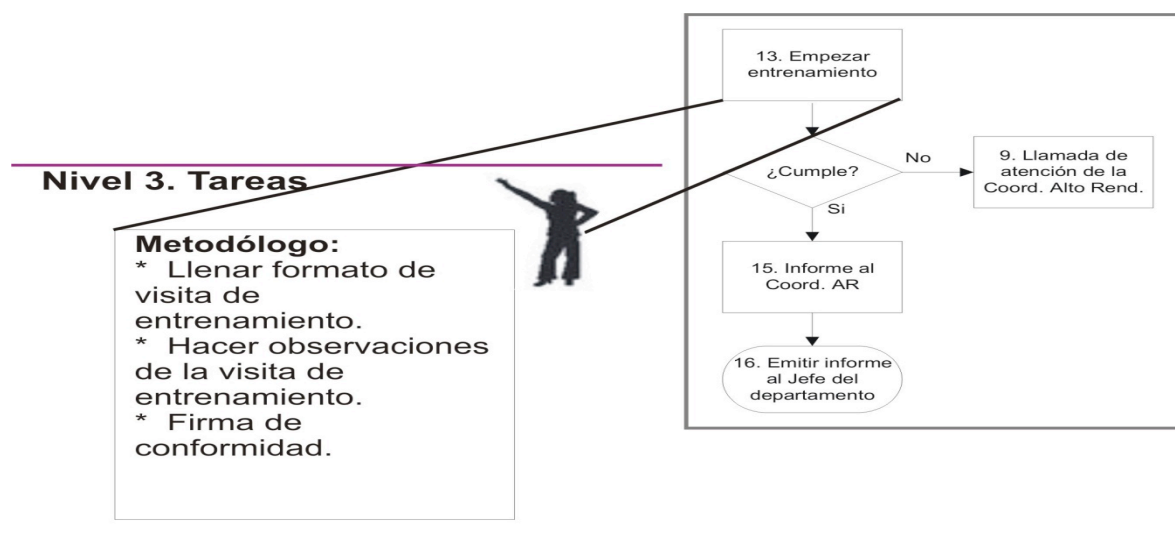 13. Empezar
entrenamiento
¿Cumple?
No
9. Llamada de
atención de la
Coord. Alto Rend.
Si
15. Informe al
Coord. AR
16. Emitir informe
al Jefe del
departamento
Nivel 3. Tareas
Metodólogo:
* Llenar formato de
visita de
entrenamiento.
* Hacer observaciones
de la visita de
entrenamiento.
* Firma de
conformidad.